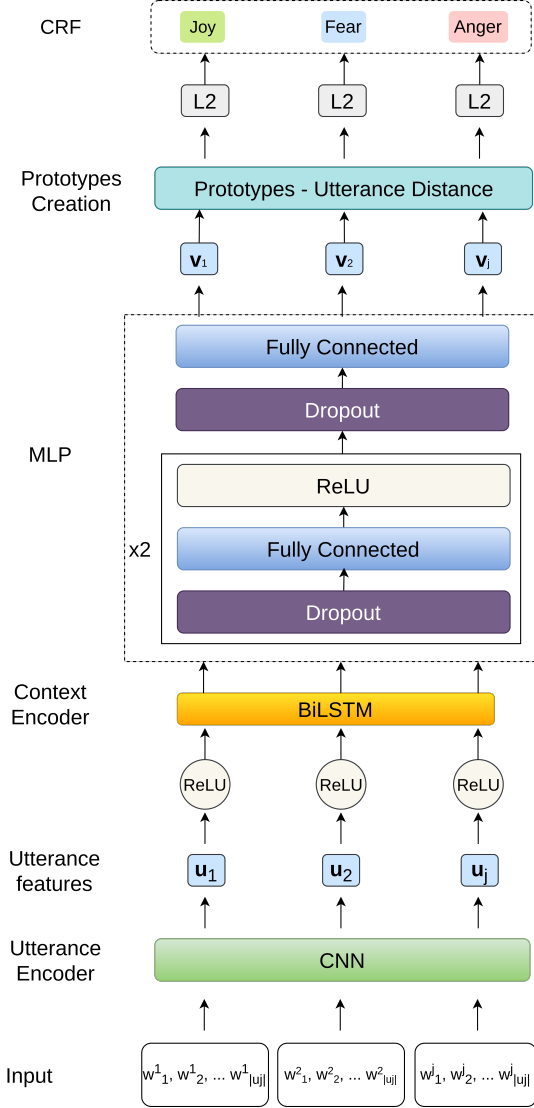 CRF
Joy Fear Anger
L2 L2 L2
Prototypes
Creation
Prototypes - Utterance Distance
v₁ v₂ vⱼ
MLP
Fully Connected
Dropout
x2
ReLU
Fully Connected
Dropout
Context
Encoder
BiLSTM
ReLU ReLU ReLU
Utterance
features
u₁ u₂ uⱼ
Utterance
Encoder
CNN
Input
w¹₁, w¹₂, ... w¹|uj| w²₁, w²₂, ... w²|uj| wʲ₁, wʲ₂, ... wʲ|uj|